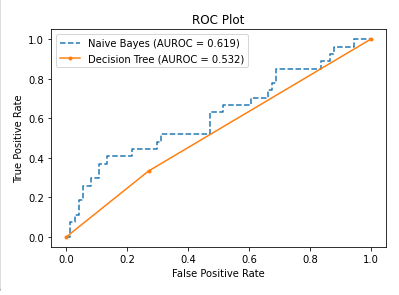 ROC Plot
Naive Bayes (AUROC = 0.619)
Decision Tree (AUROC = 0.532)
True Positive Rate
1.0
0.8
0.6
0.4
0.2
0.0
0.0 0.2 0.4 0.6 0.8 1.0
False Positive Rate